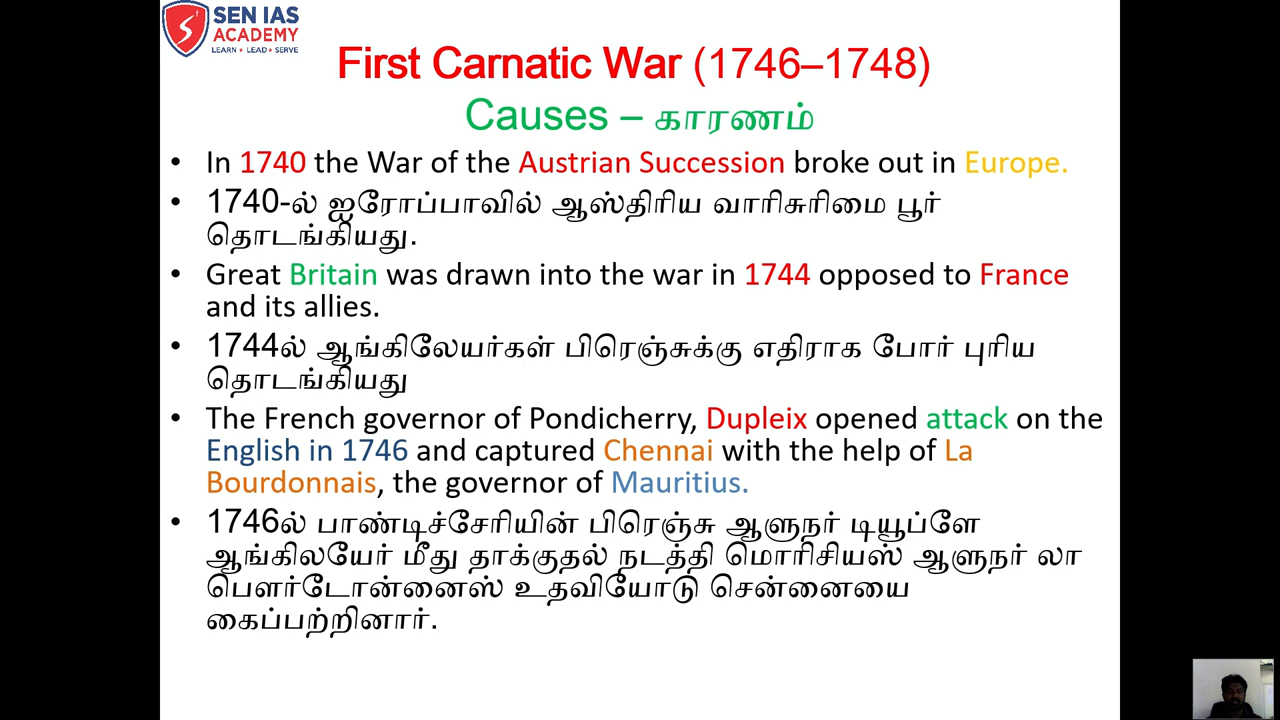 SEN IAS
ACADEMY
LEARN • LEAD • SERVE
First Carnatic War (1746–1748)
Causes – காரணம்
• In 1740 the War of the Austrian Succession broke out in Europe.
• 1740-ல் ஐரோப்பாவில் ஆஸ்திரிய வாரிசுரிமை பூர்
தொடங்கியது.
• Great Britain was drawn into the war in 1744 opposed to France
and its allies.
• 1744ல் ஆங்கிலேயர்கள் பிரெஞ்சுக்கு எதிராக போர் புரிய
தொடங்கியது
• The French governor of Pondicherry, Dupleix opened attack on the
English in 1746 and captured Chennai with the help of La
Bourdonnais, the governor of Mauritius.
• 1746ல் பாண்டிச்சேரியின் பிரெஞ்சு ஆளுநர் டியூப்ளே
ஆங்கிலயேர் மீது தாக்குதல் நடத்தி மொரிசியஸ் ஆளுநர் லா
பௌர்டோன்னைஸ் உதவியோடு சென்னையை
கைப்பற்றினார்.